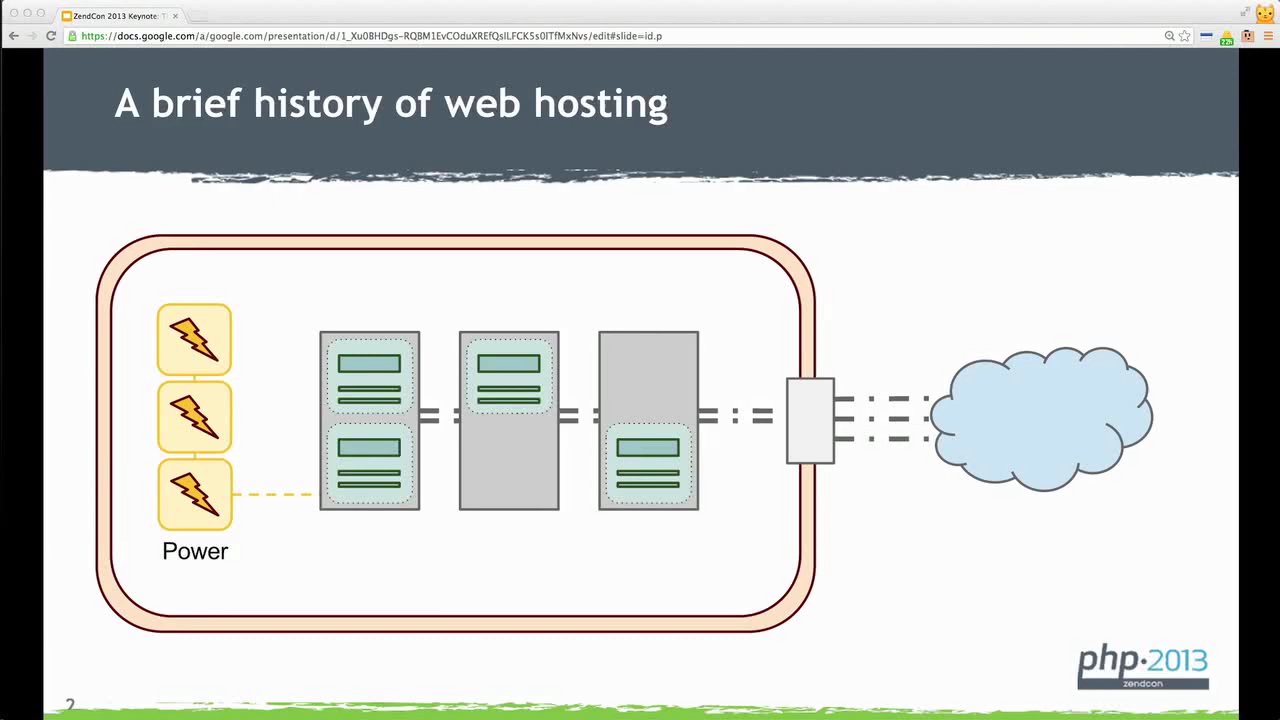 ZendCon 2013 Keynote: T
https://docs.google.com/a/google.com/presentation/d/1_Xu0BHDgs-RQBM1EvCOduXREfQsILFCK5s0ITfMxNvs/edit#slide=id.p
A brief history of web hosting
Power
php·2013
zendcon
2